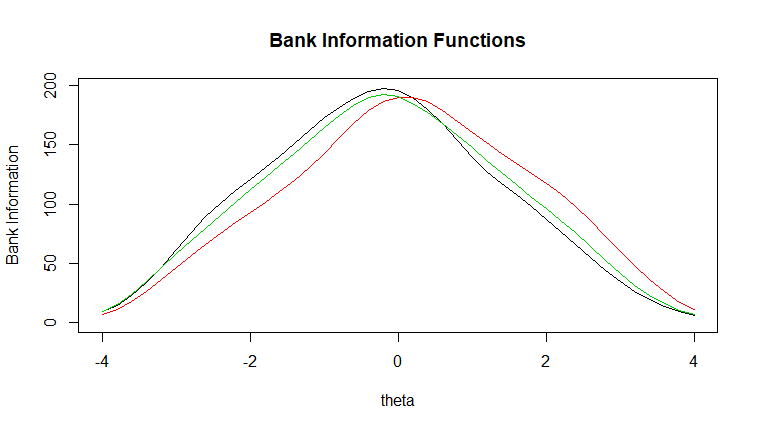 Bank Information Functions
Bank Information
200
150
100
50
0
-4 -2 0 2 4
theta